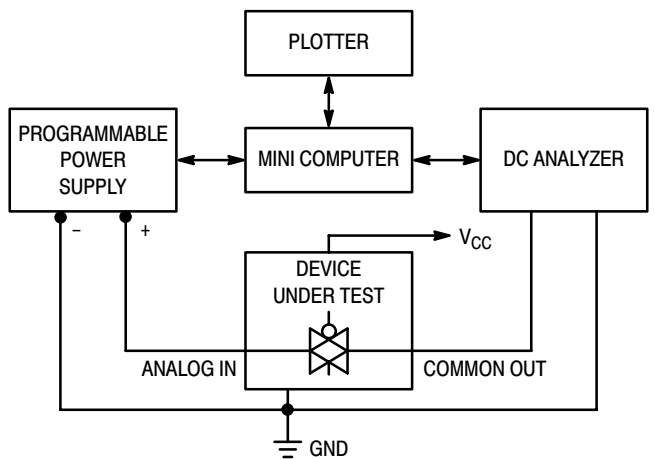 PLOTTER
PROGRAMMABLE
POWER
SUPPLY
MINI COMPUTER
DC ANALYZER
– +
VCC
DEVICE
UNDER TEST
ANALOG IN
COMMON OUT
GND